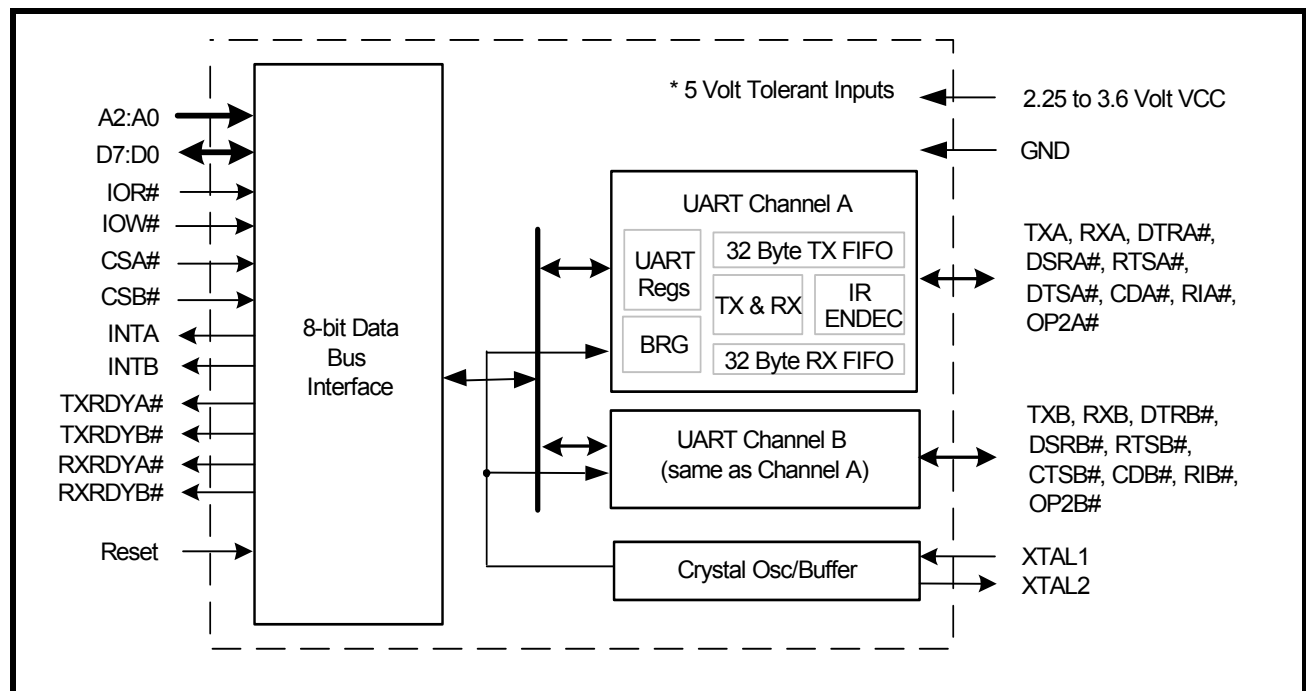 A2:A0
D7:D0
IOR#
IOW#
CSA#
CSB#
INTA
INTB
TXRDYA#
TXRDYB#
RXRDYA#
RXRDYB#
Reset
8-bit Data
Bus
Interface
* 5 Volt Tolerant Inputs
2.25 to 3.6 Volt VCC
GND
UART Channel A
UART
Regs
BRG
32 Byte TX FIFO
TX & RX
IR
ENDEC
32 Byte RX FIFO
TXA, RXA, DTRA#,
DSRA#, RTSA#,
DTSA#, CDA#, RIA#,
OP2A#
UART Channel B
(same as Channel A)
TXB, RXB, DTRB#,
DSRB#, RTSB#,
CTSB#, CDB#, RIB#,
OP2B#
Crystal Osc/Buffer
XTAL1
XTAL2